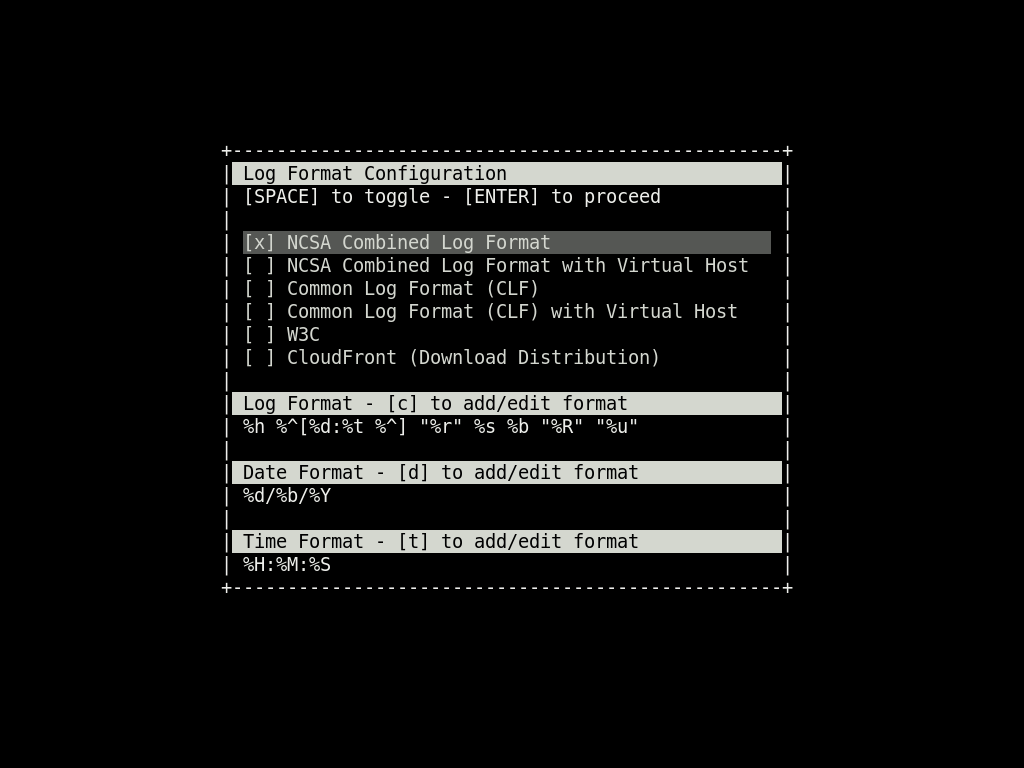 Log Format Configuration
[SPACE] to toggle - [ENTER] to proceed
[x] NCSA Combined Log Format
[ ] NCSA Combined Log Format with Virtual Host
[ ] Common Log Format (CLF)
[ ] Common Log Format (CLF) with Virtual Host
[ ] W3C
[ ] CloudFront (Download Distribution)
Log Format - [c] to add/edit format
%h %^[%d:%t %^] "%r" %s %b "%R" "%u"
Date Format - [d] to add/edit format
%d/%b/%Y
Time Format - [t] to add/edit format
%H:%M:%S